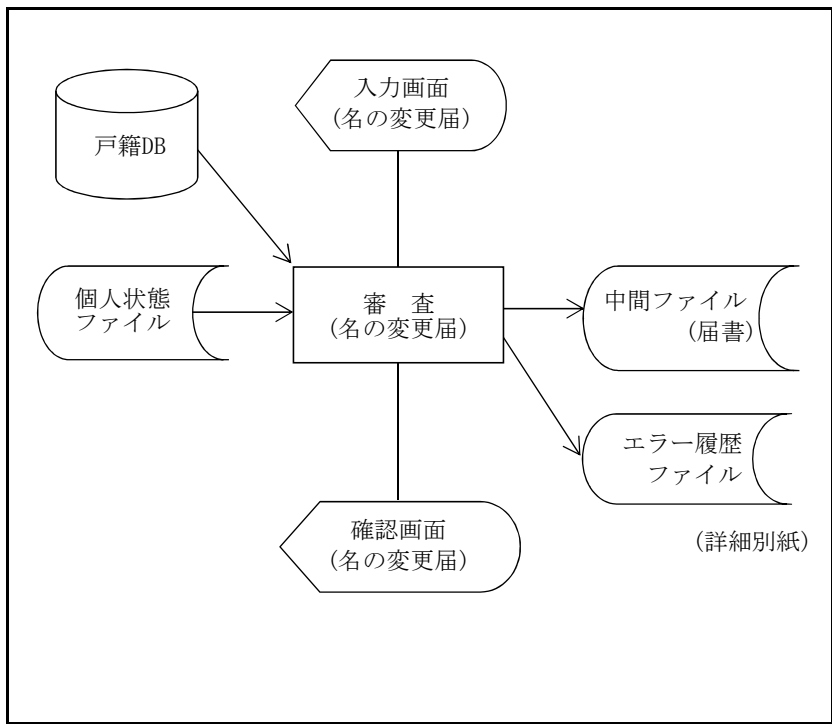 入力画面
(名の変更届)
戸籍DB
個人状態
ファイル
審　査
(名の変更届)
中間ファイル
(届書)
エラー履歴
ファイル
確認画面
(名の変更届)
(詳細別紙)